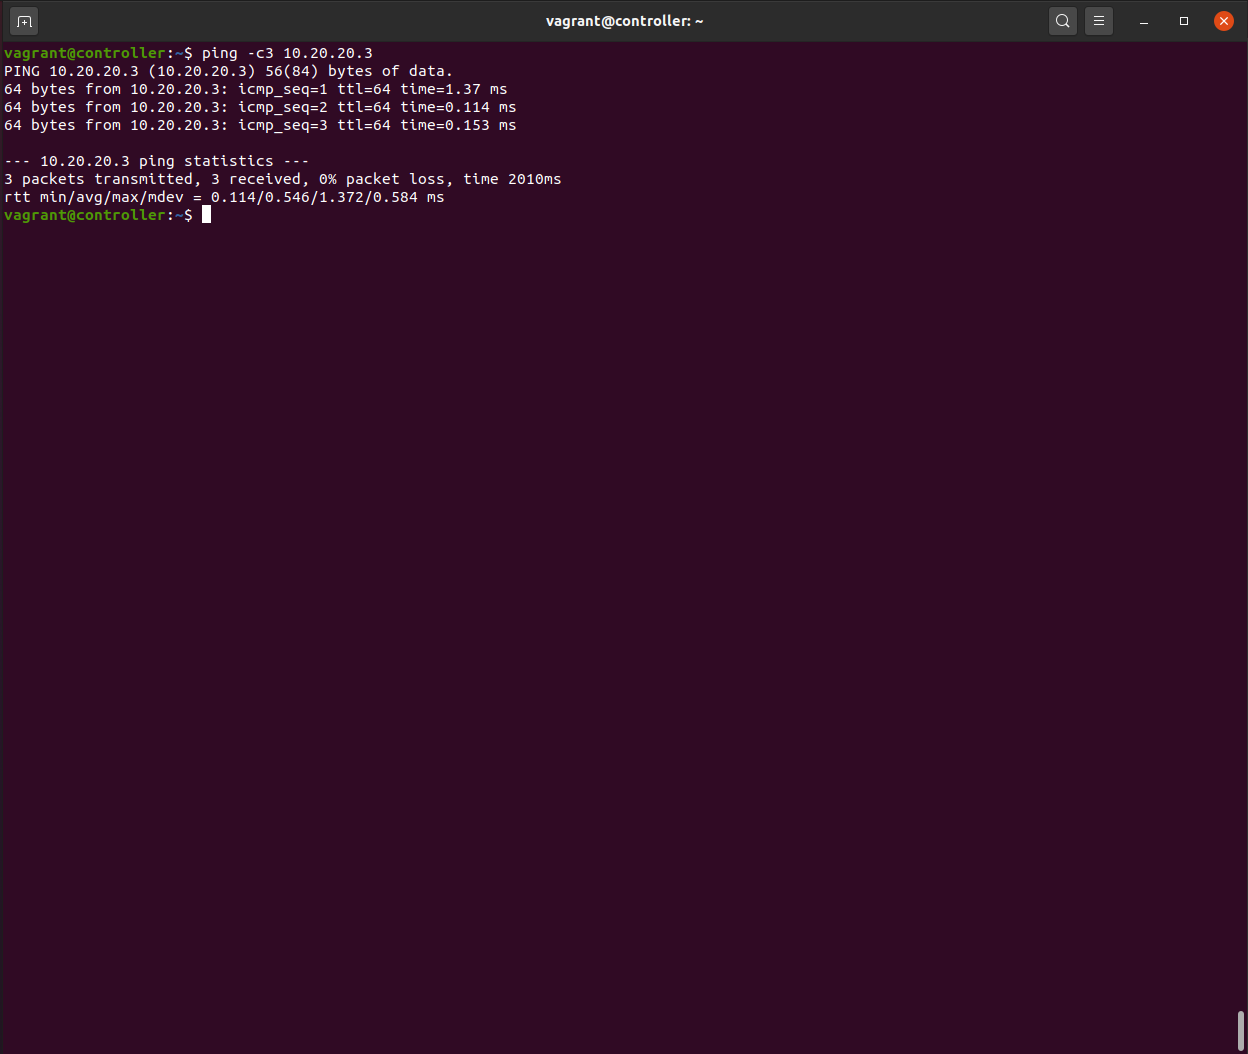 vagrant@controller: ~
vagrant@controller:~$ ping -c3 10.20.20.3
PING 10.20.20.3 (10.20.20.3) 56(84) bytes of data.
64 bytes from 10.20.20.3: icmp_seq=1 ttl=64 time=1.37 ms
64 bytes from 10.20.20.3: icmp_seq=2 ttl=64 time=0.114 ms
64 bytes from 10.20.20.3: icmp_seq=3 ttl=64 time=0.153 ms

--- 10.20.20.3 ping statistics ---
3 packets transmitted, 3 received, 0% packet loss, time 2010ms
rtt min/avg/max/mdev = 0.114/0.546/1.372/0.584 ms
vagrant@controller:~$